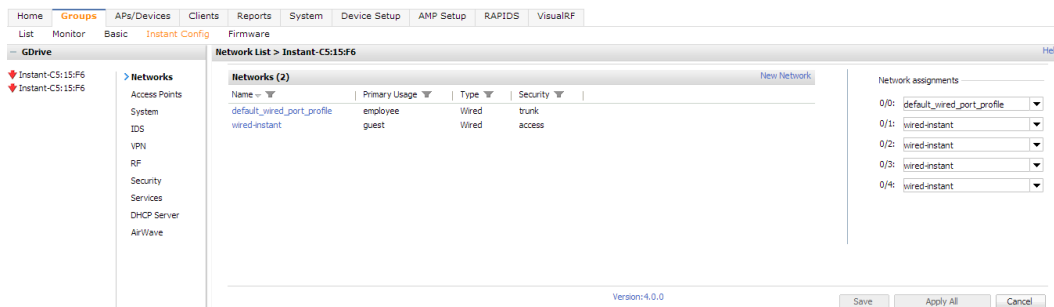 Home Groups APs/Devices Clients Reports System Device Setup AMP Setup RAPIDS VisualRF
List Monitor Basic Instant Config Firmware
GDrive
Instant-C5:15:F6
Instant-C5:15:F6
Networks
Access Points
System
IDS
VPN
RF
Security
Services
DHCP Server
AirWave
Network List > Instant-C5:15:F6
Hel
Networks (2) New Network
Name Primary Usage Type Security
default_wired_port_profile employee Wired trunk
wired-instant guest Wired access
Network assignments
0/0: default_wired_port_profile
0/1: wired-instant
0/2: wired-instant
0/3: wired-instant
0/4: wired-instant
Version:4.0.0
Save Apply All Cancel